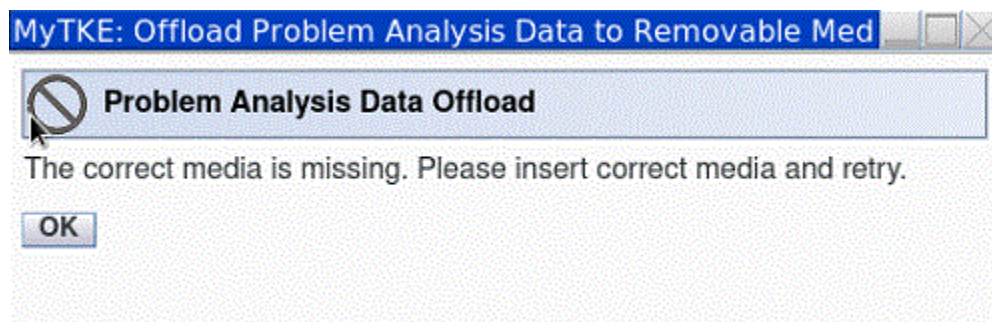 MyTKE: Offload Problem Analysis Data to Removable Med
Problem Analysis Data Offload
The correct media is missing. Please insert correct media and retry.
OK